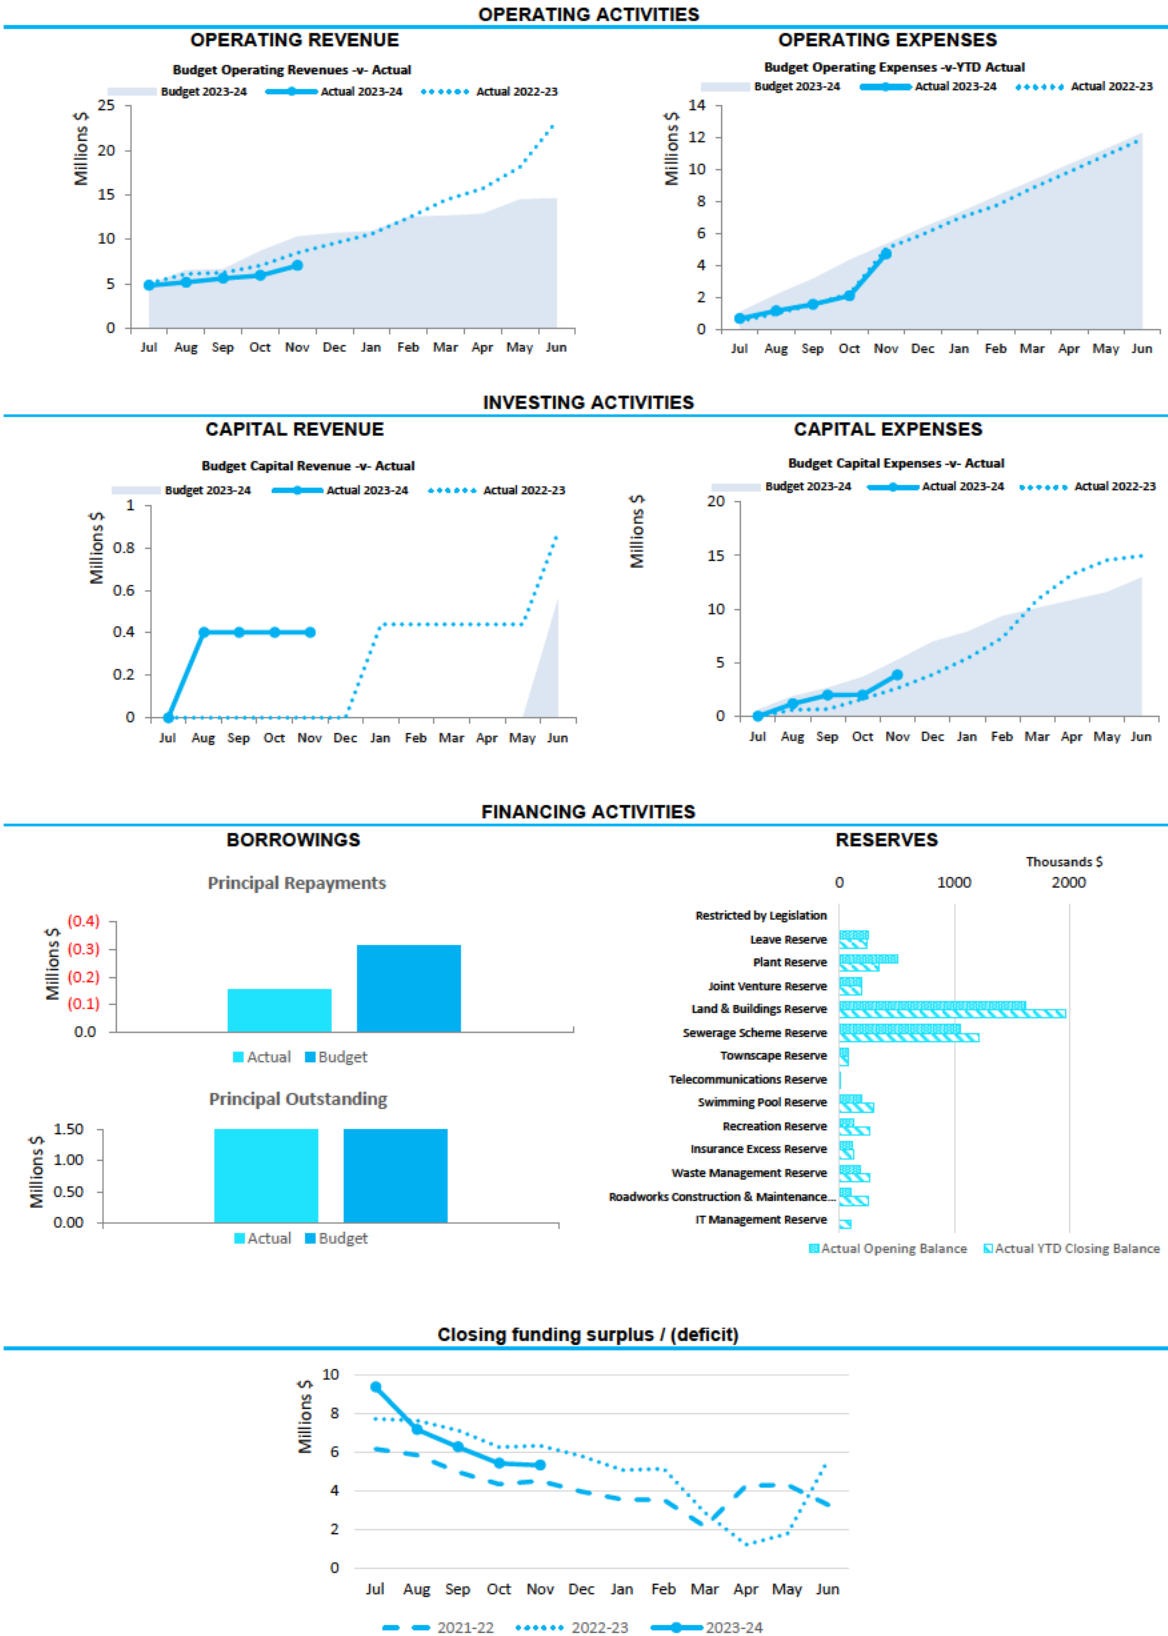 OPERATING ACTIVITIES
OPERATING REVENUE
Budget Operating Revenues -v- Actual
Budget 2023-24 Actual 2023-24 Actual 2022-23
Millions $
25
20
15
10
5
0
Jul Aug Sep Oct Nov Dec Jan Feb Mar Apr May Jun
OPERATING EXPENSES
Budget Operating Expenses -v-YTD Actual
Budget 2023-24 Actual 2023-24 Actual 2022-23
Millions $
14
12
10
8
6
4
2
0
Jul Aug Sep Oct Nov Dec Jan Feb Mar Apr May Jun
INVESTING ACTIVITIES
CAPITAL REVENUE
Budget Capital Revenue -v- Actual
Budget 2023-24 Actual 2023-24 Actual 2022-23
Millions $
1
0.8
0.6
0.4
0.2
0
Jul Aug Sep Oct Nov Dec Jan Feb Mar Apr May Jun
CAPITAL EXPENSES
Budget Capital Expenses -v- Actual
Budget 2023-24 Actual 2023-24 Actual 2022-23
Millions $
20
15
10
5
0
Jul Aug Sep Oct Nov Dec Jan Feb Mar Apr May Jun
FINANCING ACTIVITIES
BORROWINGS
Principal Repayments
Millions $
(0.4)
(0.3)
(0.2)
(0.1)
0.0
Actual Budget
Principal Outstanding
Millions $
1.50
1.00
0.50
0.00
Actual Budget
RESERVES
Thousands $
0 1000 2000
Restricted by Legislation
Leave Reserve
Plant Reserve
Joint Venture Reserve
Land & Buildings Reserve
Sewerage Scheme Reserve
Townscape Reserve
Telecommunications Reserve
Swimming Pool Reserve
Recreation Reserve
Insurance Excess Reserve
Waste Management Reserve
Roadworks Construction & Maintenance...
IT Management Reserve
Actual Opening Balance Actual YTD Closing Balance
Closing funding surplus / (deficit)
Millions $
10
8
6
4
2
0
Jul Aug Sep Oct Nov Dec Jan Feb Mar Apr May Jun
2021-22 2022-23 2023-24